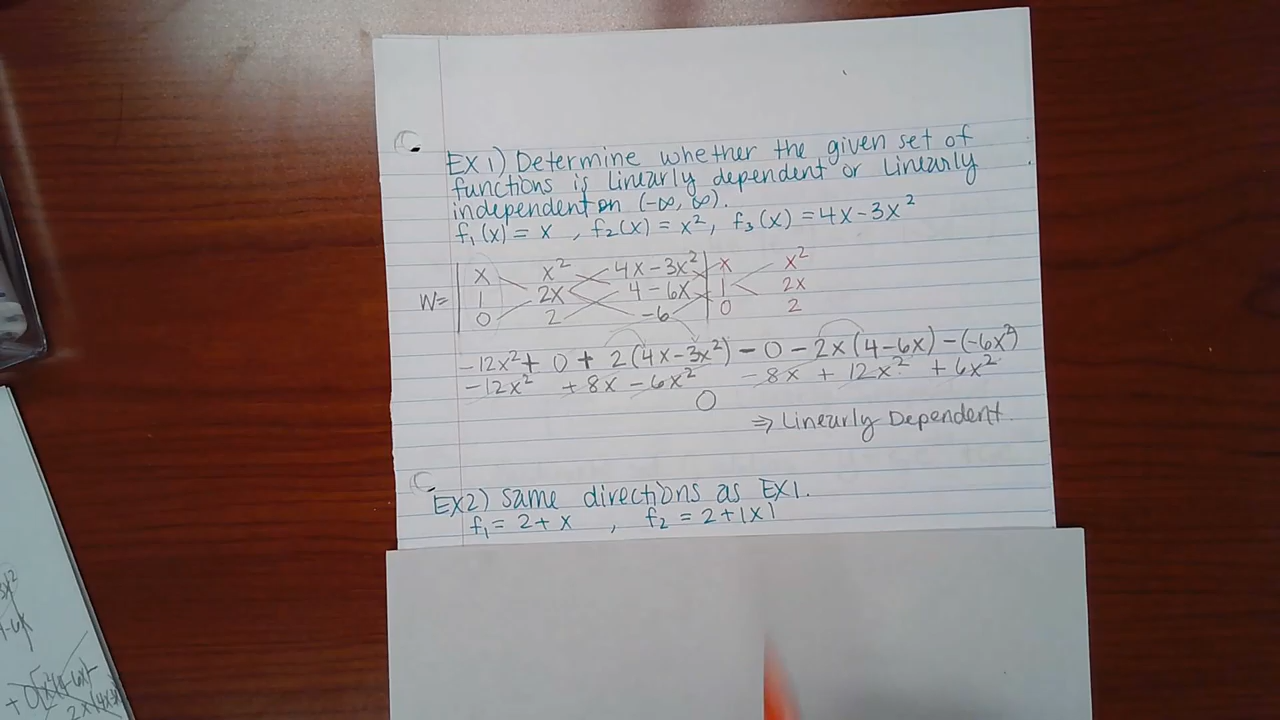 EX 1) Determine whether the given set of
functions is linearly dependent or linearly
independent on (-∞, ∞).
f₁(x) = x , f₂(x) = x², f₃(x) = 4x - 3x²
x x² 4x - 3x² x x²
W = 1 2x 4 - 6x 1 2x
0 2 -6 0 2
-12x² + 0 + 2(4x - 3x²) - 0 - 2x(4 - 6x) - (-6x²)
-12x² + 8x - 6x² - 8x + 12x² + 6x²
0
⇒ Linearly Dependent.
EX2) Same directions as EX1.
f₁ = 2 + x , f₂ = 2 + |x|